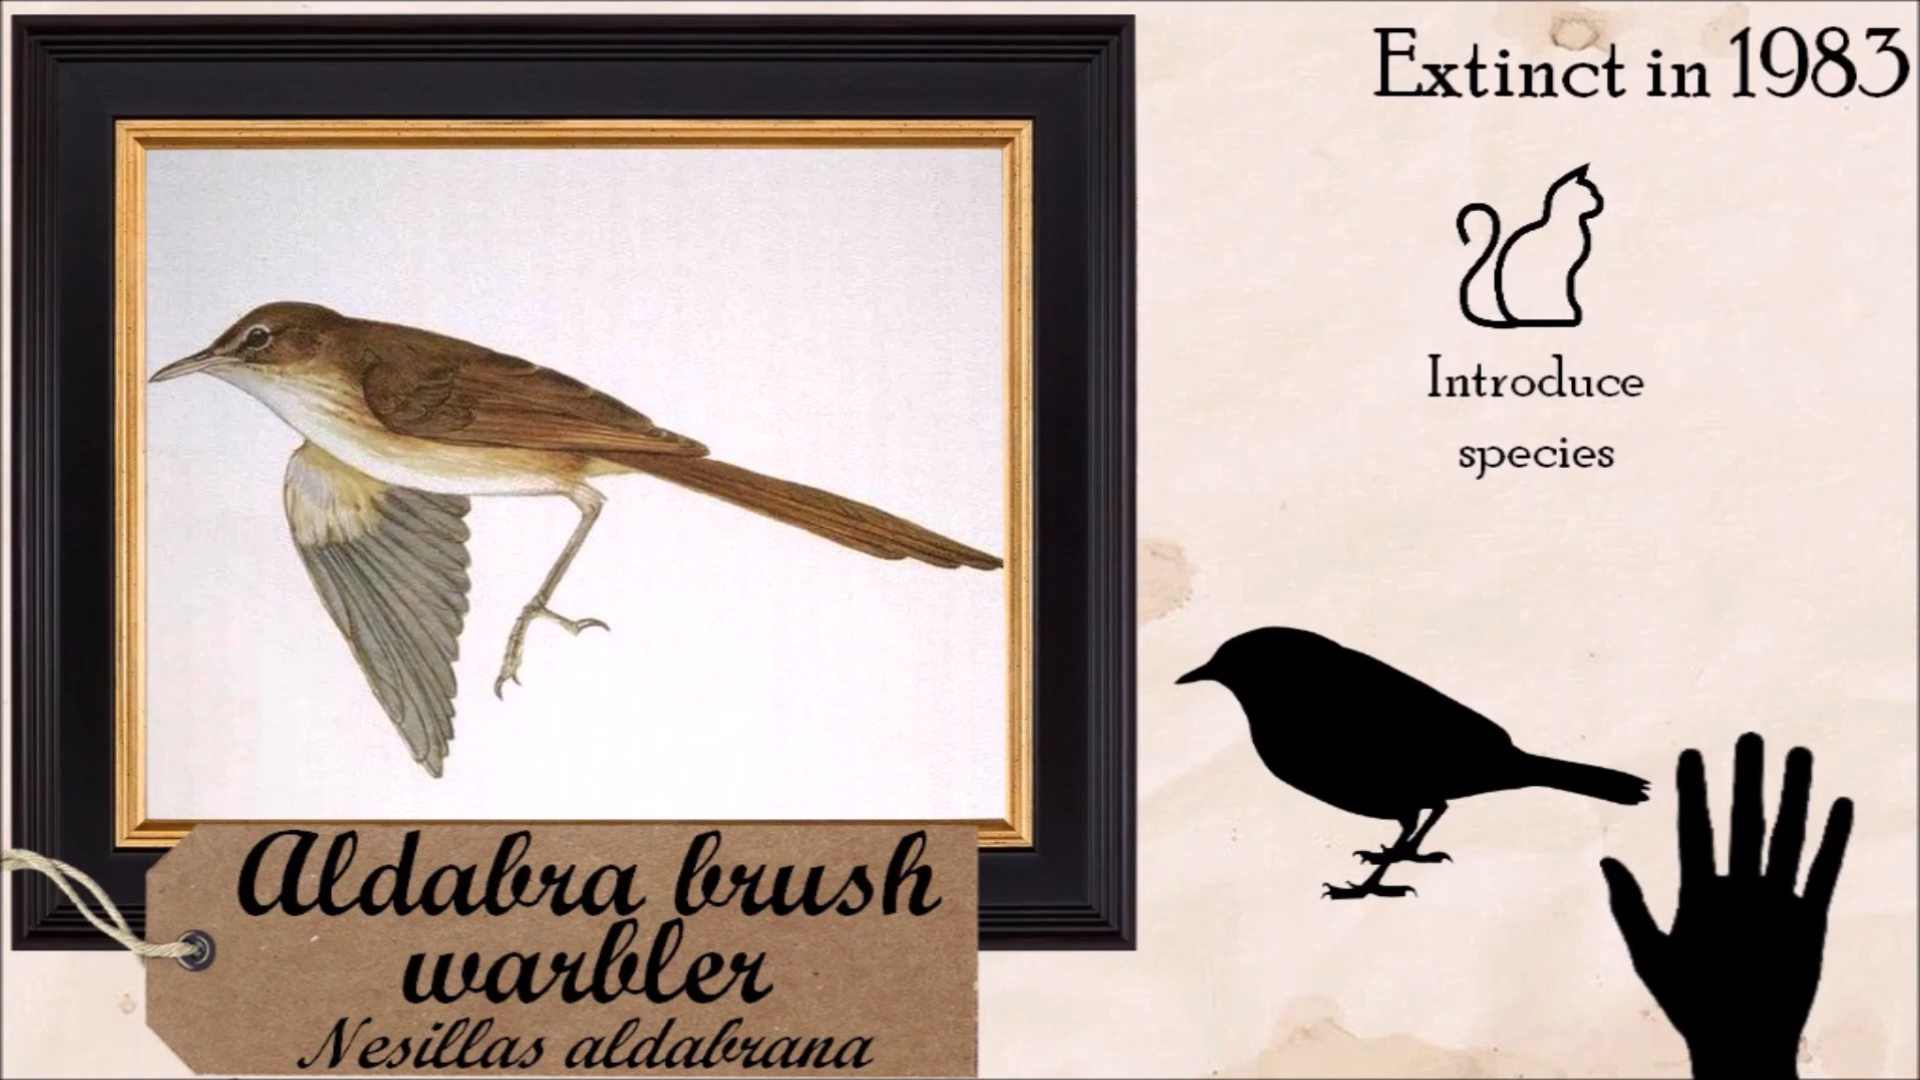 Extinct in 1983
Introduce
species
Aldabra brush
warbler
Nesillas aldabrana